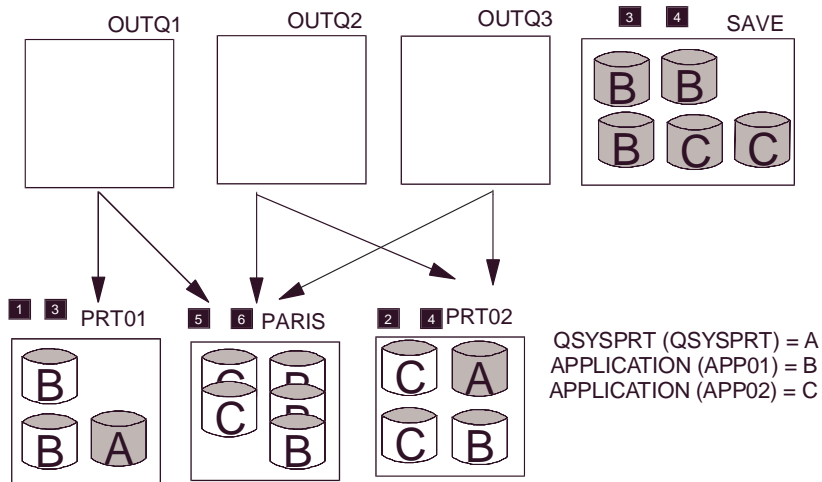 OUTQ1 OUTQ2 OUTQ3 3 4 SAVE
B B
B C C
1 3 PRT01 5 6 PARIS 2 4 PRT02
QSYSPRT (QSYSPRT) = A
APPLICATION (APP01) = B
APPLICATION (APP02) = C
B C B C A
B A C B C B
B